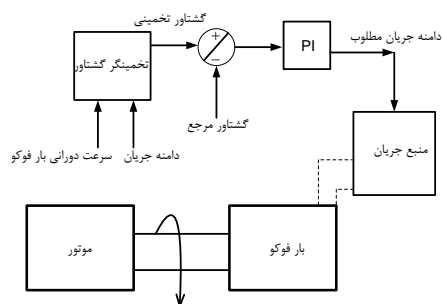 گشتاور تخمینی
دامنه جریان مطلوب
تخمینگر گشتاور
+
−
PI
گشتاور مرجع
سرعت دورانی بار فوکو
دامنه جریان
منبع جریان
موتور
بار فوکو